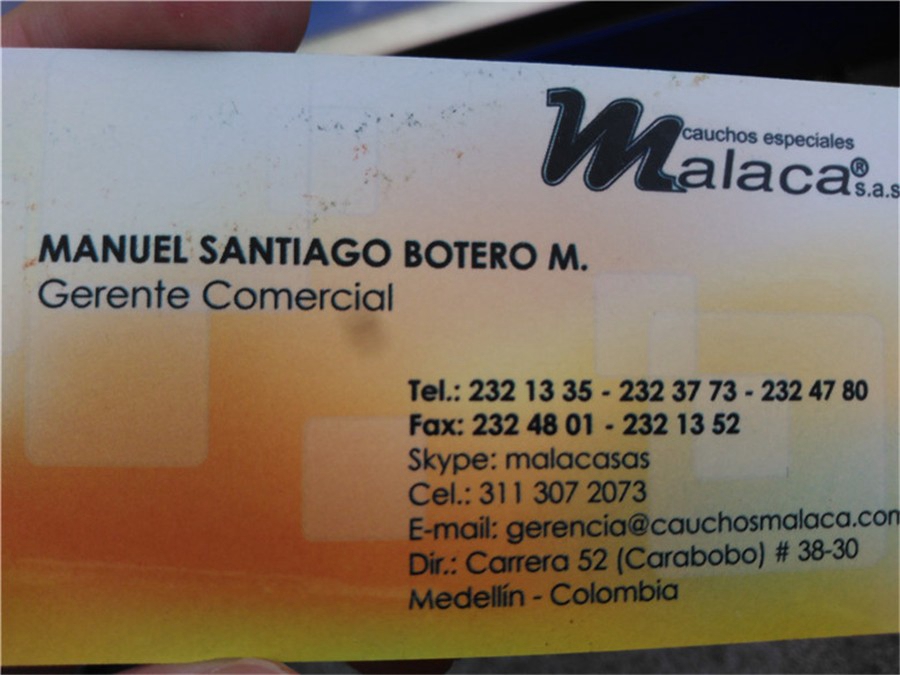 cauchos especiales
Malaca® s.a.s
MANUEL SANTIAGO BOTERO M.
Gerente Comercial
Tel.: 232 13 35 - 232 37 73 - 232 47 80
Fax: 232 48 01 - 232 13 52
Skype: malacasas
Cel.: 311 307 2073
E-mail: gerencia@cauchosmalaca.com
Dir.: Carrera 52 (Carabobo) # 38-30
Medellín - Colombia